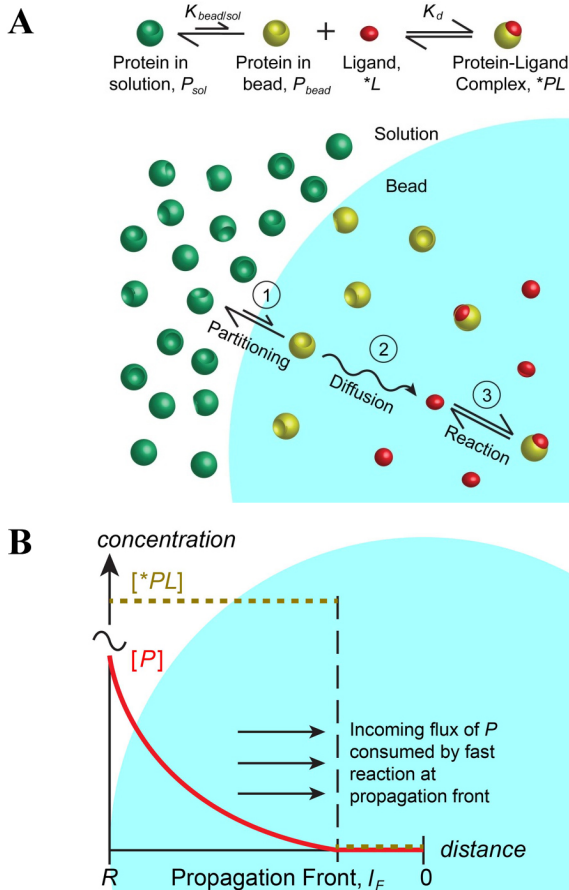 A
K_bead/sol
K_d
+
Protein in
solution, P_sol
Protein in
bead, P_bead
Ligand,
*L
Protein-Ligand
Complex, *PL
Solution
Bead
1
Partitioning
2
Diffusion
3
Reaction
B
concentration
[*PL]
[P]
Incoming flux of P
consumed by fast
reaction at
propagation front
distance
R
Propagation Front, I_F
0